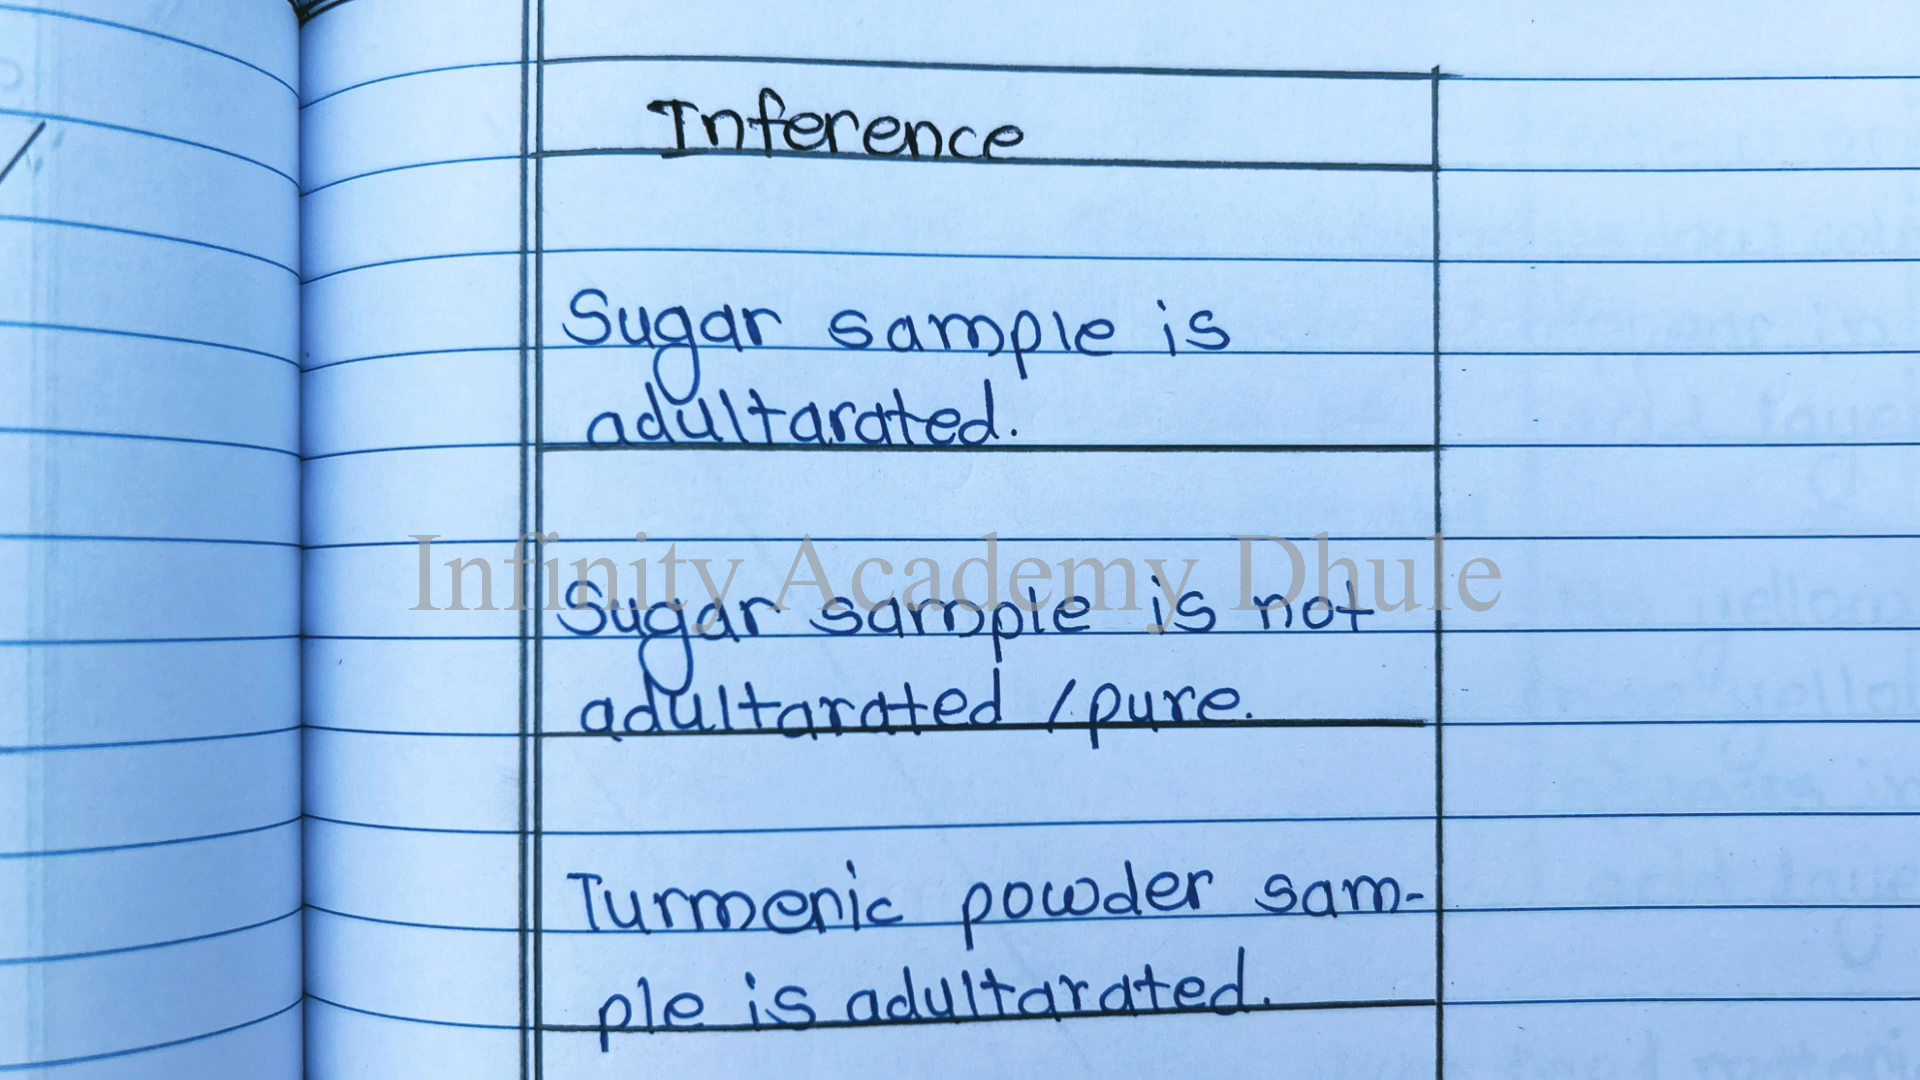 Inference
Sugar sample is
adultarated.
Infinity Academy Dhule
Sugar sample is not
adultarated / pure.
Turmenic powder sam-
ple is adultarated.